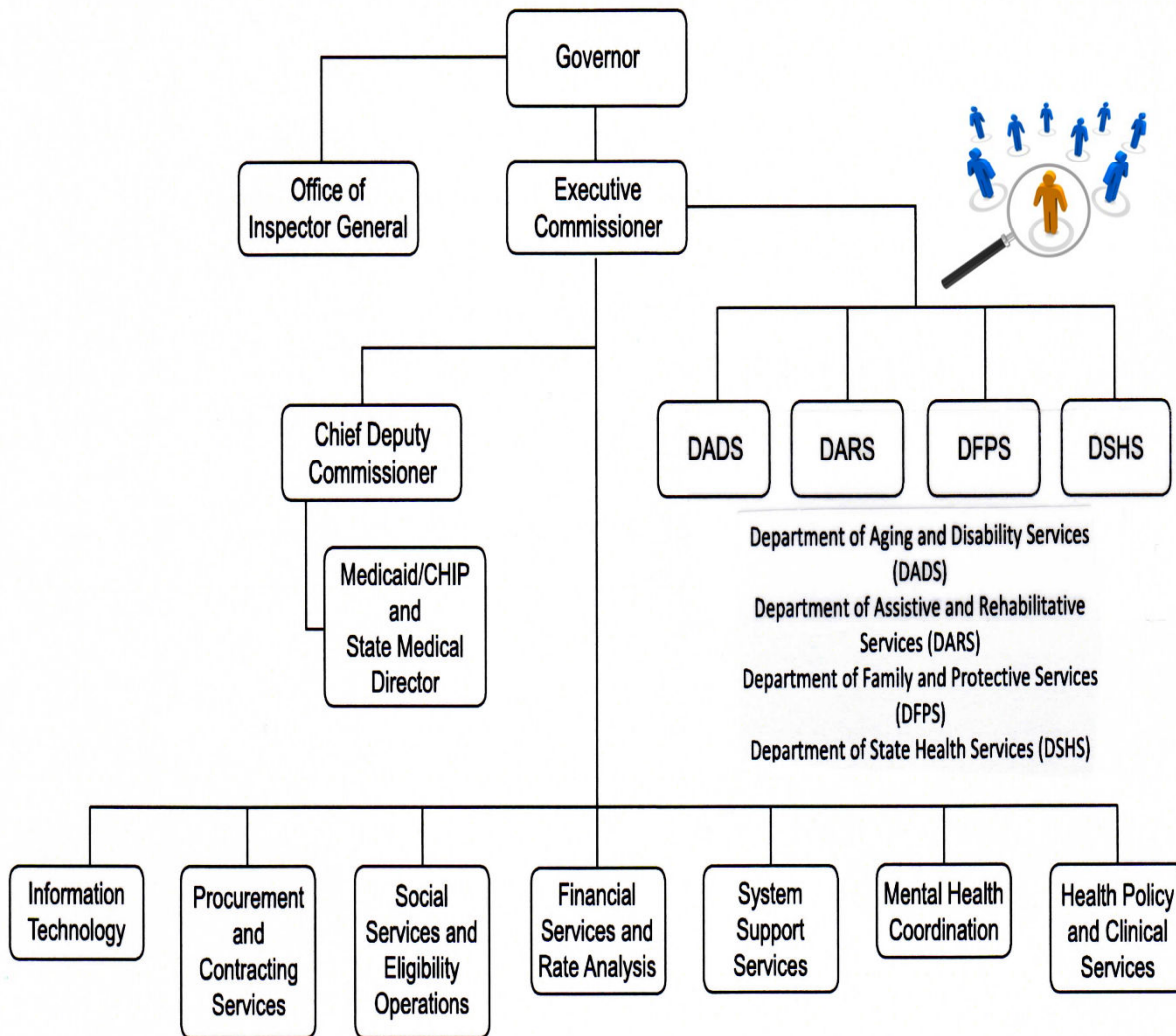 Governor
Office of
Inspector General
Executive
Commissioner
Chief Deputy
Commissioner
DADS
DARS
DFPS
DSHS
Medicaid/CHIP
and
State Medical
Director
Department of Aging and Disability Services
(DADS)
Department of Assistive and Rehabilitative
Services (DARS)
Department of Family and Protective Services
(DFPS)
Department of State Health Services (DSHS)
Information
Technology
Procurement
and
Contracting
Services
Social
Services and
Eligibility
Operations
Financial
Services and
Rate Analysis
System
Support
Services
Mental Health
Coordination
Health Policy
and Clinical
Services